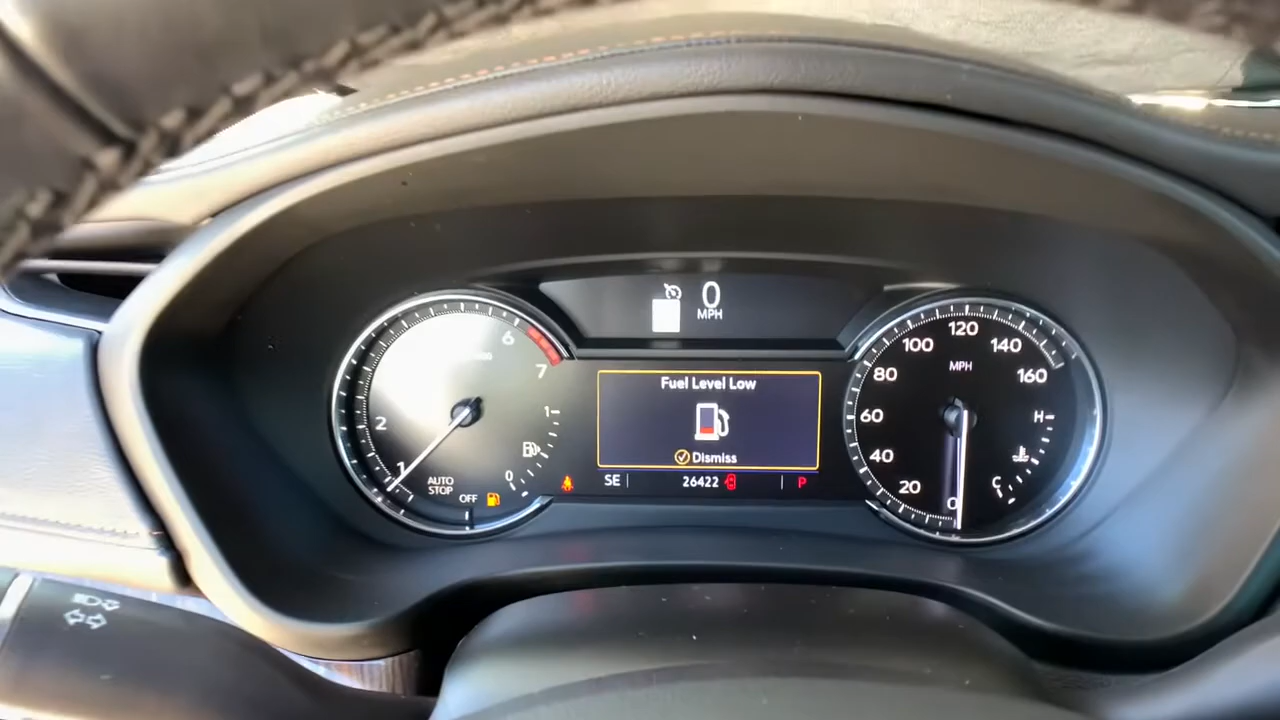 0
MPH
6
7
2
1
1
0
AUTO
STOP
OFF
Fuel Level Low
Dismiss
SE
26422
P
120
100
140
MPH
80
160
60
H
40
20
C
0